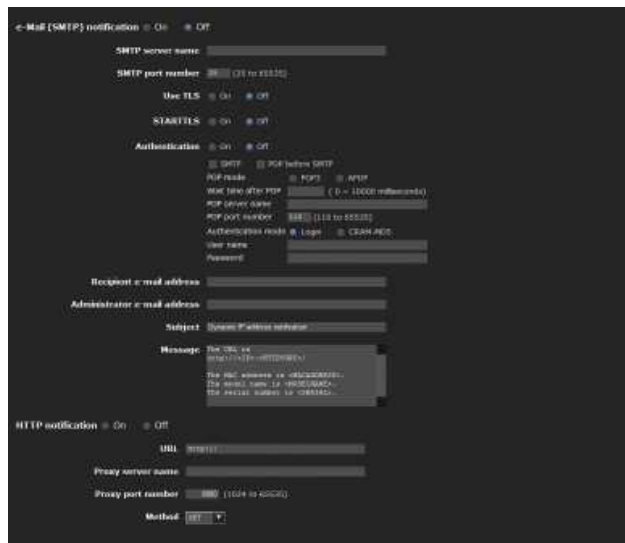 e-Mail (SMTP) notification On Off
SMTP server name
SMTP port number 25 (25 to 65535)
Use TLS On Off
STARTTLS On Off
Authentication On Off
SMTP POP before SMTP
POP mode POP3 APOP
Wait time after POP ( 0 - 10000 milliseconds)
POP server name
POP port number 110 (110 to 65535)
Authentication mode Login CRAM-MD5
User name
Password
Recipient e-mail address
Administrator e-mail address
Subject Dynamic IP address notification
Message The URL is
The MAC address is <MACADDRESS>.
The model name is <MODELNAME>.
The serial number is <SERIAL>.
HTTP notification On Off
URL http://
Proxy server name
Proxy port number 8080 (1024 to 65535)
Method GET